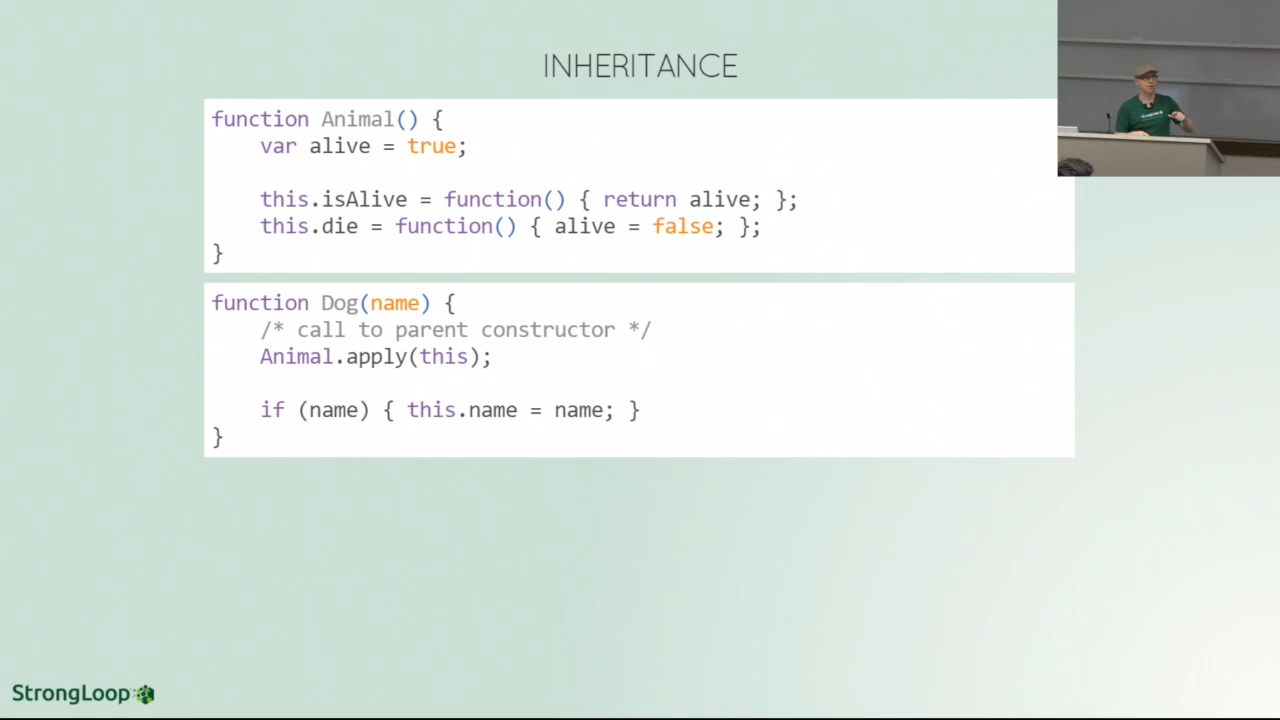 INHERITANCE
function Animal() {
    var alive = true;
    this.isAlive = function() { return alive; };
    this.die = function() { alive = false; };
}
function Dog(name) {
    /* call to parent constructor */
    Animal.apply(this);
    if (name) { this.name = name; }
}
StrongLoop